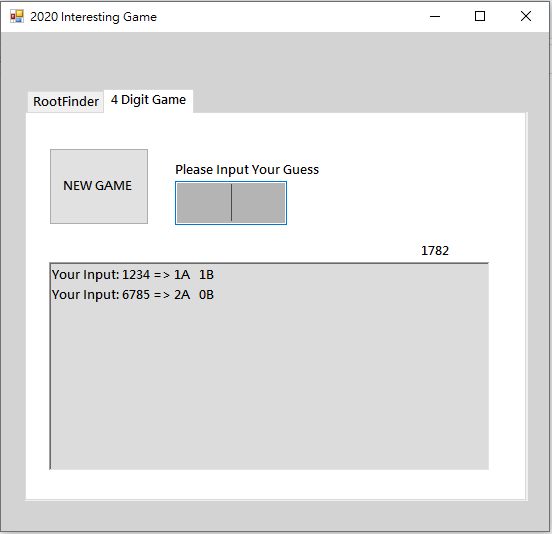 2020 Interesting Game
RootFinder
4 Digit Game
NEW GAME
Please Input Your Guess
1782
Your Input: 1234 => 1A  1B
Your Input: 6785 => 2A  0B